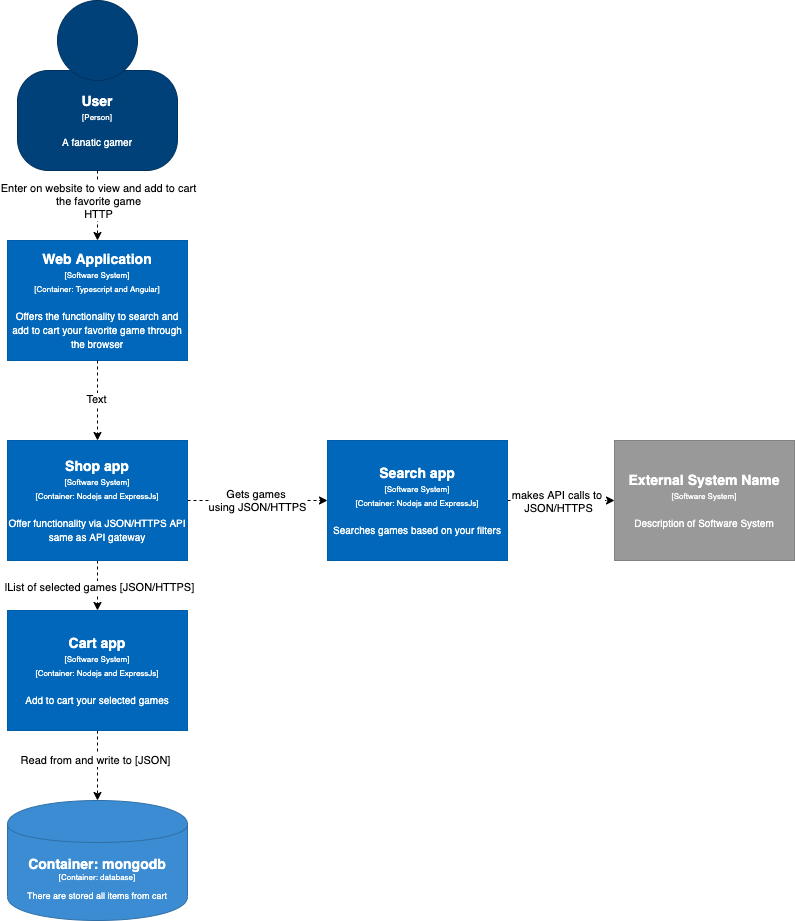 User
[Person]
A fanatic gamer
Enter on website to view and add to cart
the favorite game
HTTP
Web Application
[Software System]
[Container: Typescript and Angular]
Offers the functionality to search and
add to cart your favorite game through
the browser
Text
Shop app
[Software System]
[Container: Nodejs and ExpressJs]
Offer functionality via JSON/HTTPS API
same as API gateway
Gets games
using JSON/HTTPS
Search app
[Software System]
[Container: Nodejs and ExpressJs]
Searches games based on your filters
makes API calls to
JSON/HTTPS
External System Name
[Software System]
Description of Software System
lList of selected games [JSON/HTTPS]
Cart app
[Software System]
[Container: Nodejs and ExpressJs]
Add to cart your selected games
Read from and write to [JSON]
Container: mongodb
[Container: database]
There are stored all items from cart